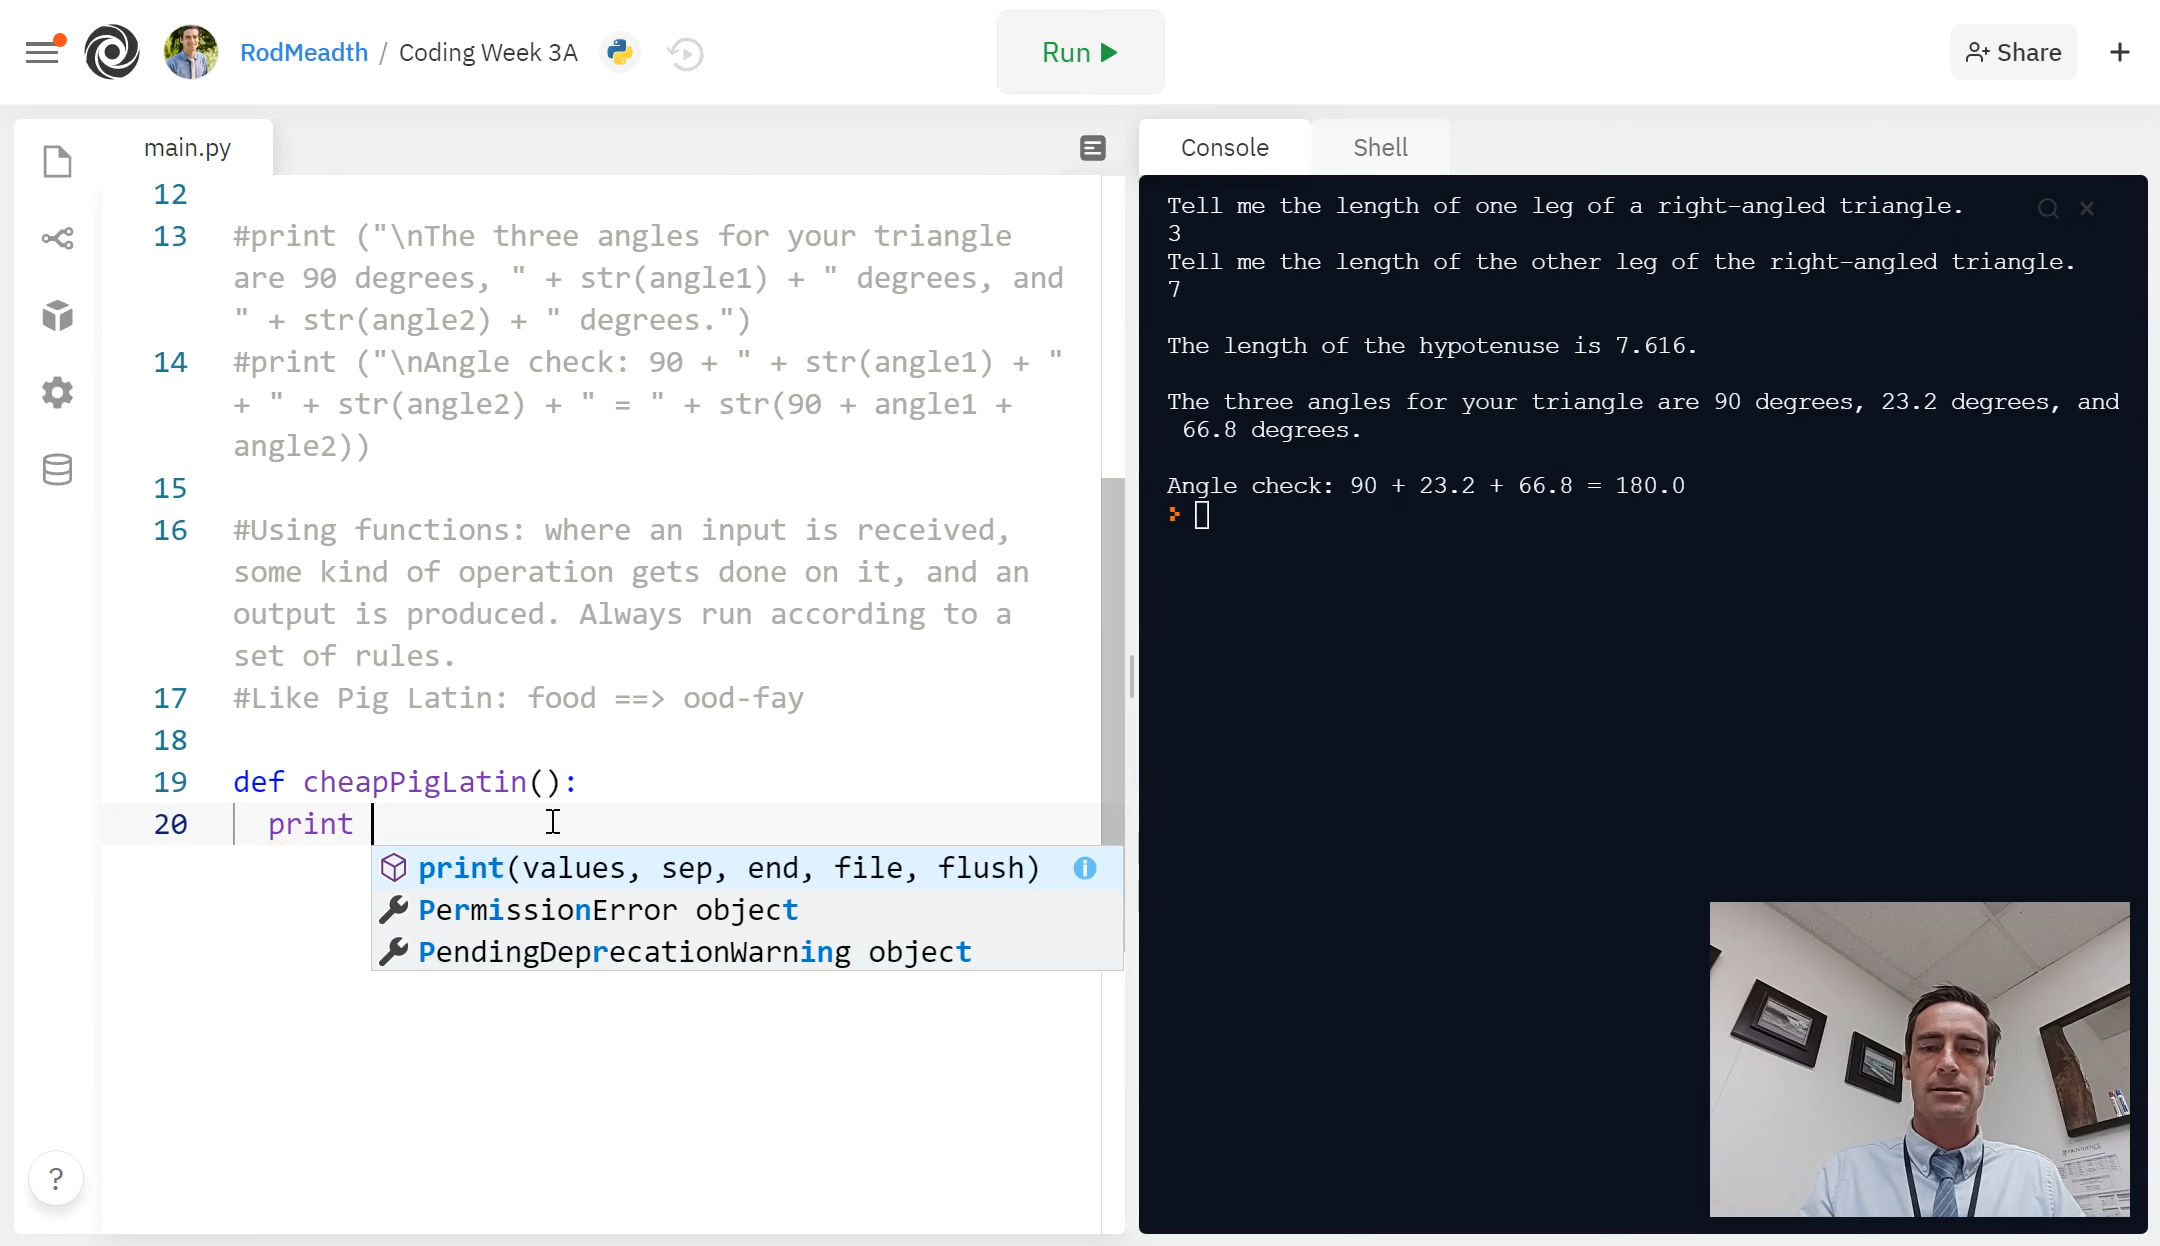 RodMeadth / Coding Week 3A
Run
Share
main.py
12
13 #print ("\nThe three angles for your triangle
are 90 degrees, " + str(angle1) + " degrees, and
" + str(angle2) + " degrees.")
14 #print ("\nAngle check: 90 + " + str(angle1) + "
+ " + str(angle2) + " = " + str(90 + angle1 +
angle2))
15
16 #Using functions: where an input is received,
some kind of operation gets done on it, and an
output is produced. Always run according to a
set of rules.
17 #Like Pig Latin: food ==> ood-fay
18
19 def cheapPigLatin():
20 print
print(values, sep, end, file, flush)
PermissionError object
PendingDeprecationWarning object
?
Console
Shell
Tell me the length of one leg of a right-angled triangle.
3
Tell me the length of the other leg of the right-angled triangle.
7
The length of the hypotenuse is 7.616.
The three angles for your triangle are 90 degrees, 23.2 degrees, and
66.8 degrees.
Angle check: 90 + 23.2 + 66.8 = 180.0